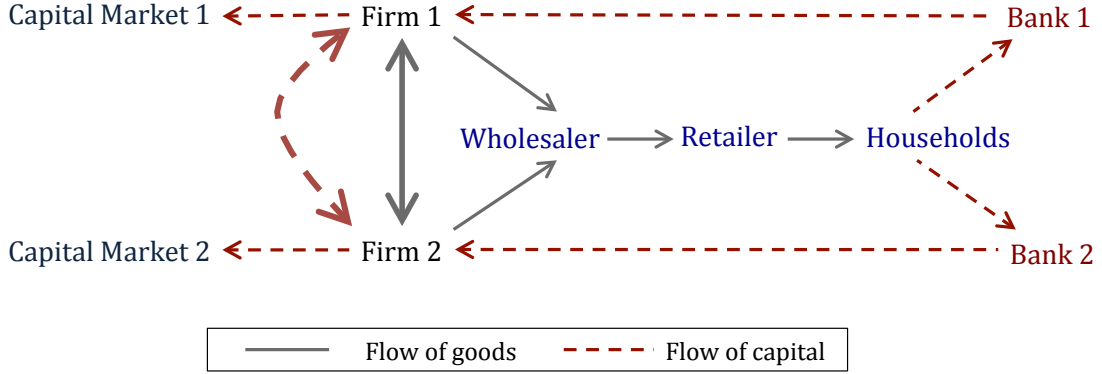 Capital Market 1
Firm 1
Bank 1
Wholesaler
Retailer
Households
Capital Market 2
Firm 2
Bank 2
Flow of goods
Flow of capital